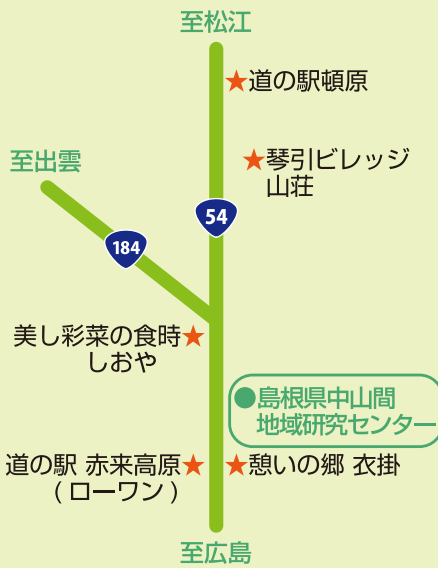 至松江
★道の駅頓原
至出雲
★琴引ビレッジ
山荘
54
184
美し彩菜の食時★
しおや
●島根県中山間
地域研究センター
道の駅 赤来高原★
(ローワン)
★憩いの郷 衣掛
至広島